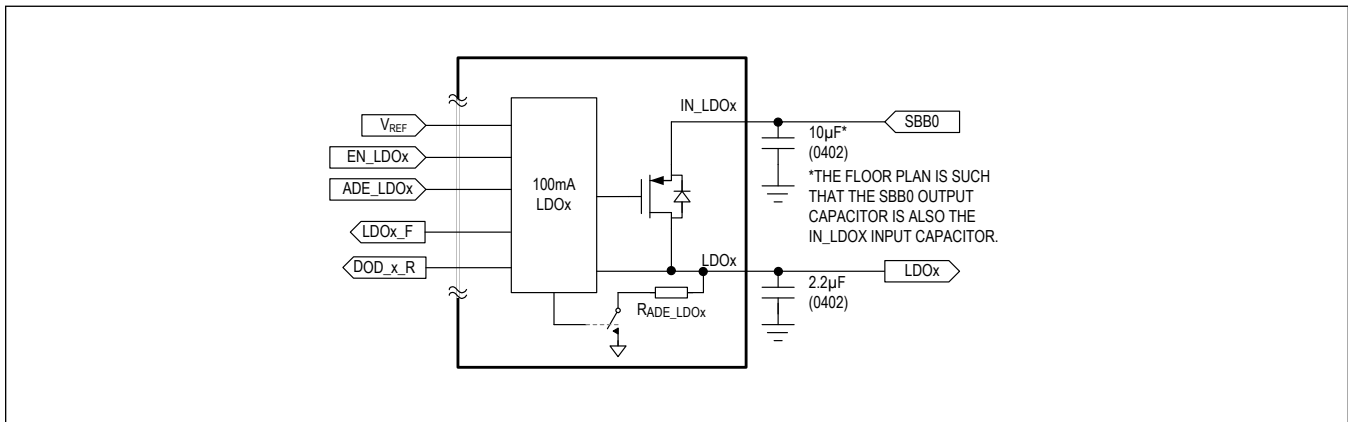 IN_LDOx
SBB0
VREF
EN_LDOx
ADE_LDOx
LDOx_F
DOD_x_R
100mA
LDOx
10µF*
(0402)
*THE FLOOR PLAN IS SUCH
THAT THE SBB0 OUTPUT
CAPACITOR IS ALSO THE
IN_LDOX INPUT CAPACITOR.
LDOx
LDOx
2.2µF
(0402)
RADE_LDOx